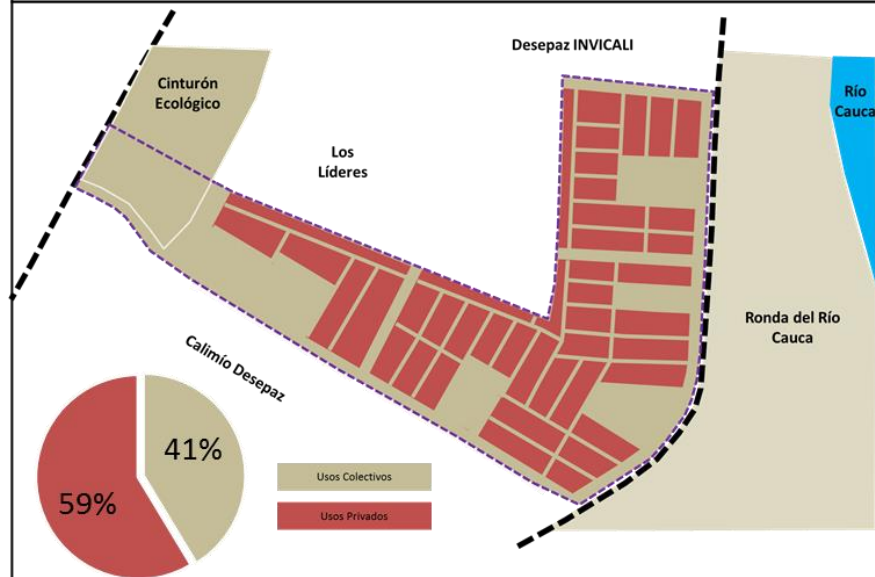 Desepaz INVICALI
Cinturón
Ecológico
Río
Cauca
Los
Líderes
Ronda del Río
Cauca
Calimío Desepaz
41%
59%
Usos Colectivos
Usos Privados